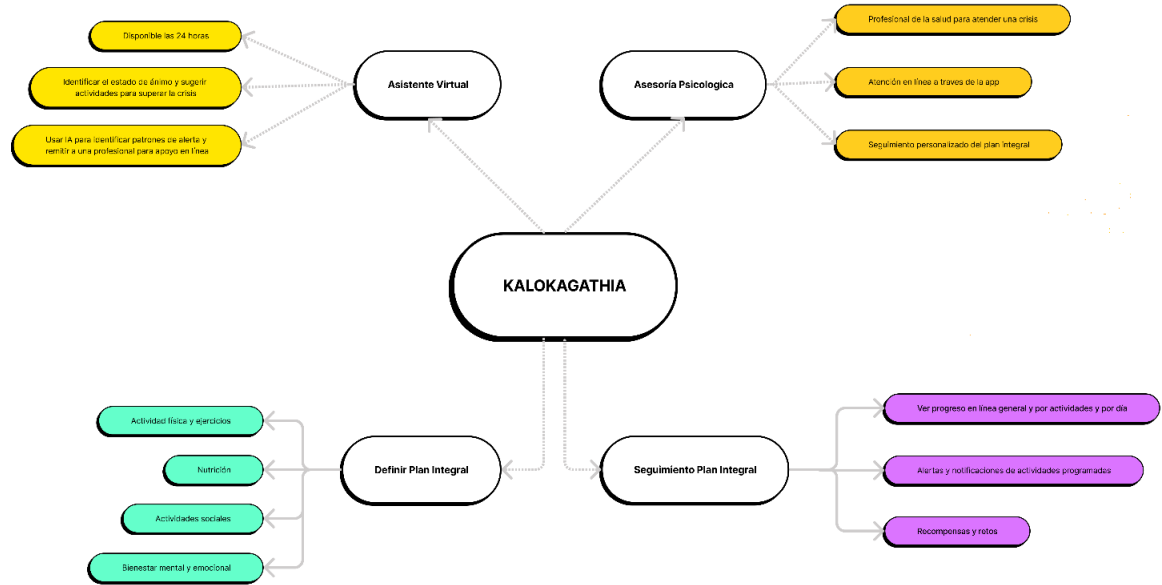 Disponible las 24 horas
Identificar el estado de ánimo y sugerir
actividades para superar la crisis
Usar IA para identificar patrones de alerta y
remitir a una profesional para apoyo en línea
Asistente Virtual
Asesoría Psicologica
Profesional de la salud para atender una crisis
Atención en línea a traves de la app
Seguimiento personalizado del plan integral
KALOKAGATHIA
Actividad física y ejercicios
Nutrición
Actividades sociales
Bienestar mental y emocional
Definir Plan Integral
Seguimiento Plan Integral
Ver progreso en línea general y por actividades y por día
Alertas y notificaciones de actividades programadas
Recompensas y retos